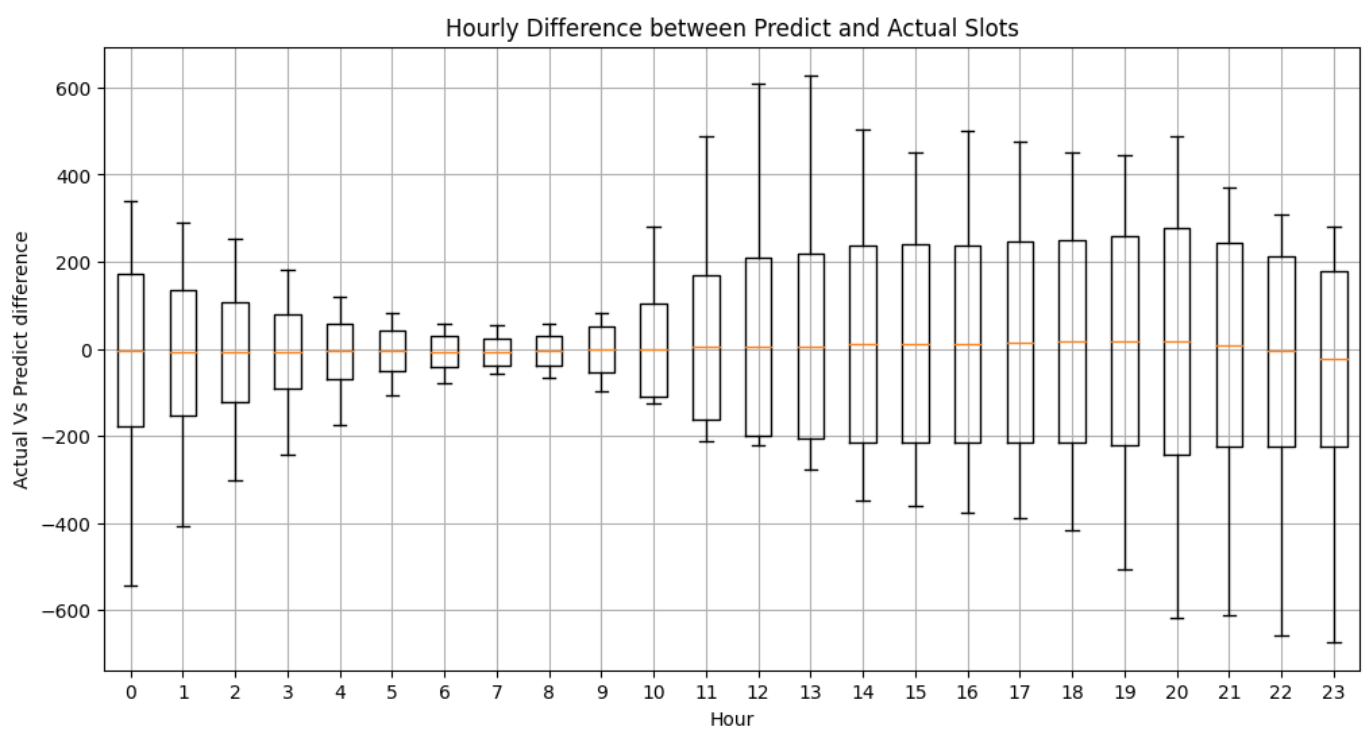 Hourly Difference between Predict and Actual Slots
Actual Vs Predict difference
600
400
200
0
−200
−400
−600
0 1 2 3 4 5 6 7 8 9 10 11 12 13 14 15 16 17 18 19 20 21 22 23
Hour